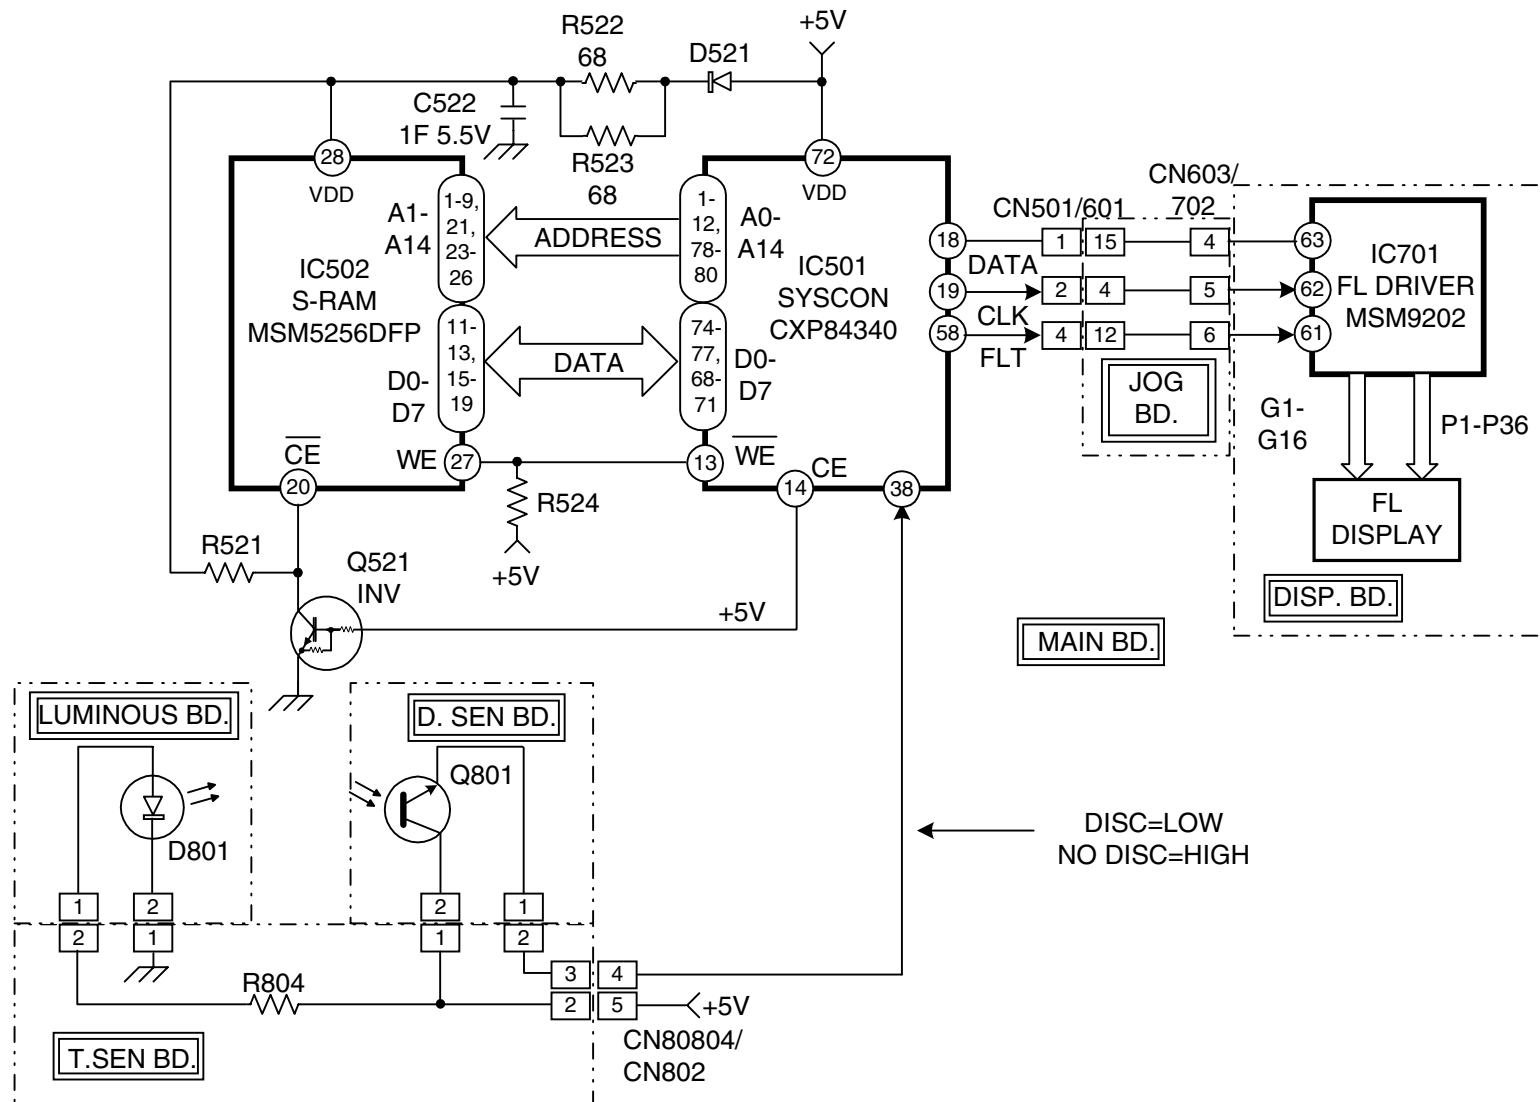 +5V
R522
68
D521
C522
1F 5.5V
R523
68
28
VDD
72
VDD
CN603/
702
CN501/601
A1-
A14
1-9,
21,
23-
26
ADDRESS
1-
12,
78-
80
A0-
A14
IC502
S-RAM
MSM5256DFP
IC501
SYSCON
CXP84340
18
DATA
1
15
4
63
19
CLK
2
4
5
62
58
FLT
4
12
6
61
IC701
FL DRIVER
MSM9202
D0-
D7
11-
13,
15-
19
DATA
74-
77,
68-
71
D0-
D7
JOG
BD.
G1-
G16
P1-P36
CE
WE
27
13
WE
CE
20
14
38
R524
+5V
FL
DISPLAY
R521
Q521
INV
+5V
DISP. BD.
MAIN BD.
LUMINOUS BD.
D. SEN BD.
D801
Q801
DISC=LOW
NO DISC=HIGH
1
2
2
1
2
1
1
2
3
4
R804
2
5
+5V
CN80804/
CN802
T.SEN BD.